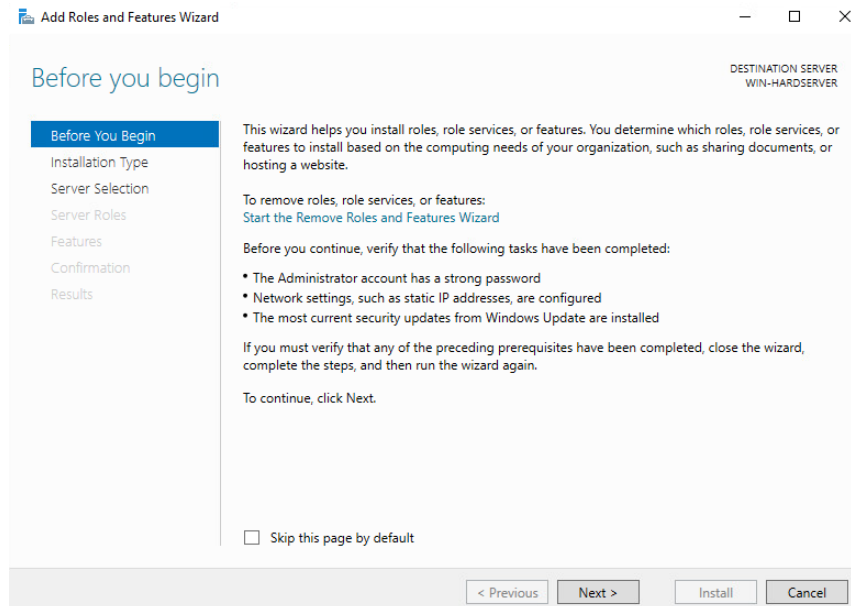 Add Roles and Features Wizard
Before you begin
DESTINATION SERVER
WIN-HARDSERVER
Before You Begin
Installation Type
Server Selection
Server Roles
Features
Confirmation
Results
This wizard helps you install roles, role services, or features. You determine which roles, role services, or
features to install based on the computing needs of your organization, such as sharing documents, or
hosting a website.
To remove roles, role services, or features:
Start the Remove Roles and Features Wizard
Before you continue, verify that the following tasks have been completed:
• The Administrator account has a strong password
• Network settings, such as static IP addresses, are configured
• The most current security updates from Windows Update are installed
If you must verify that any of the preceding prerequisites have been completed, close the wizard,
complete the steps, and then run the wizard again.
To continue, click Next.
Skip this page by default
< Previous
Next >
Install
Cancel